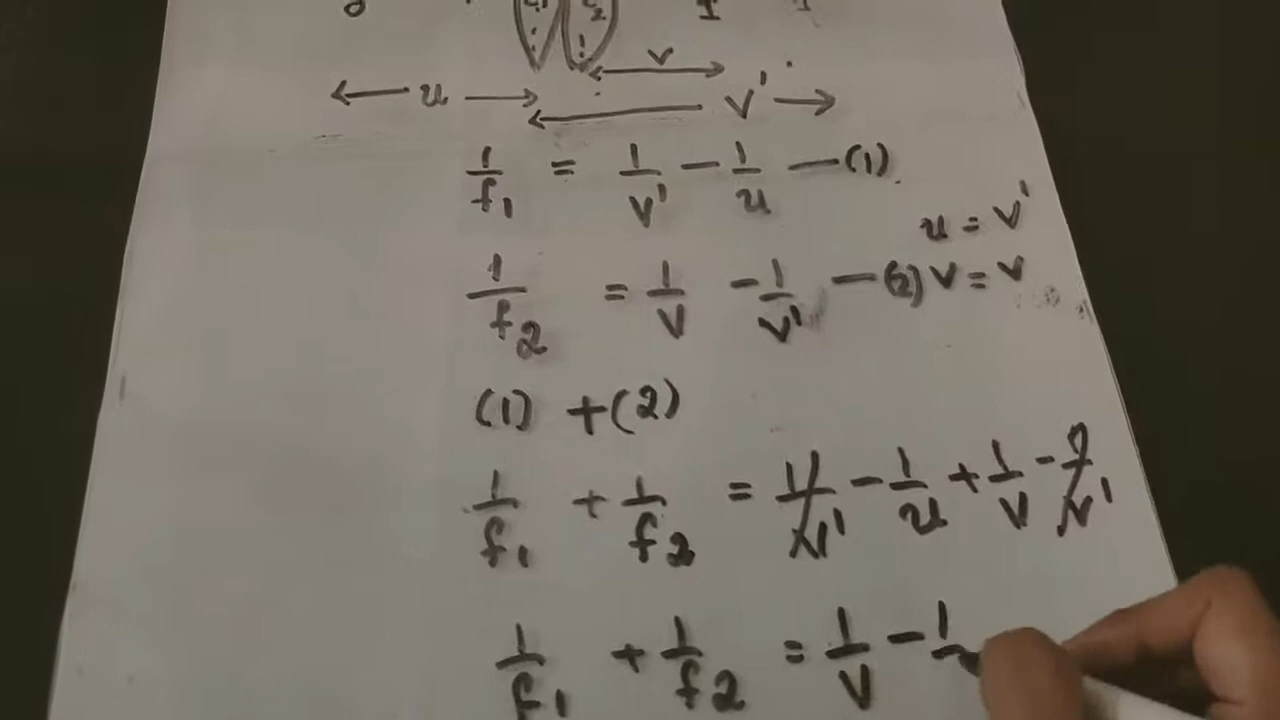 v
← u → v' →
1/f1 = 1/v' - 1/u —(1)
u = v'
1/f2 = 1/v - 1/v' —(2) v = v
(1) + (2)
1/f1 + 1/f2 = 1/v' - 1/u + 1/v - 1/v'
1/f1 + 1/f2 = 1/v - 1